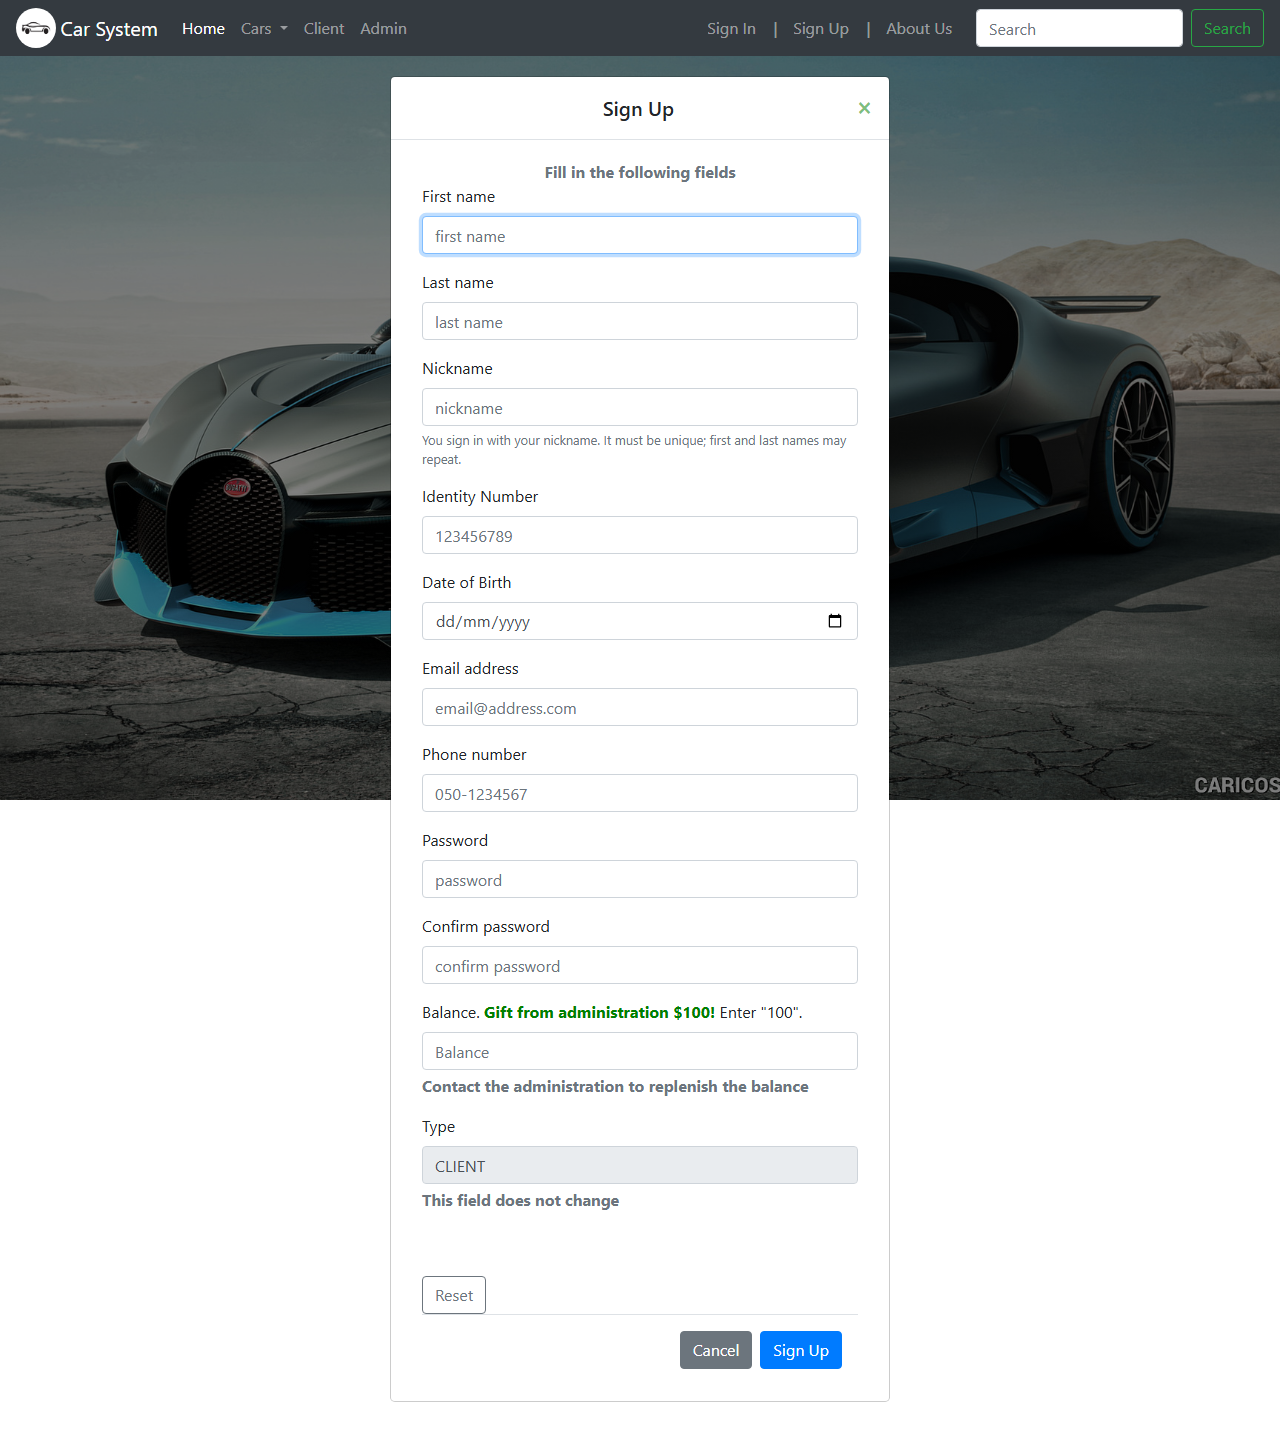 Car System Home Cars Client Admin Sign In | Sign Up | About Us Search Search
Sign Up ×
Fill in the following fields
First name
first name
Last name
last name
Nickname
nickname
You sign in with your nickname. It must be unique; first and last names may
repeat.
Identity Number
123456789
Date of Birth
dd/mm/yyyy
Email address
email@address.com
Phone number
050-1234567
Password
password
Confirm password
confirm password
Balance. Gift from administration $100! Enter "100".
Balance
Contact the administration to replenish the balance
Type
CLIENT
This field does not change
Reset
Cancel Sign Up
CARICOS